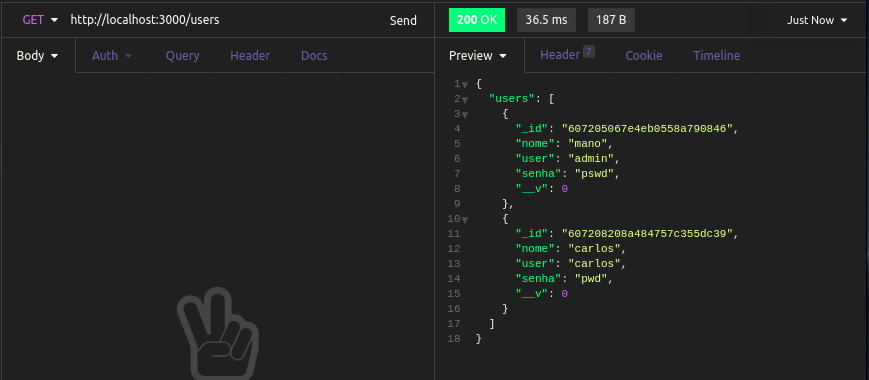 GET http://localhost:3000/users Send 200 OK 36.5 ms 187 B Just Now
Body Auth Query Header Docs Preview Header 7 Cookie Timeline
1 {
2 "users": [
3 {
4 "_id": "607205067e4eb0558a790846",
5 "nome": "mano",
6 "user": "admin",
7 "senha": "pswd",
8 "__v": 0
9 },
10 {
11 "_id": "607208208a484757c355dc39",
12 "nome": "carlos",
13 "user": "carlos",
14 "senha": "pwd",
15 "__v": 0
16 }
17 ]
18 }